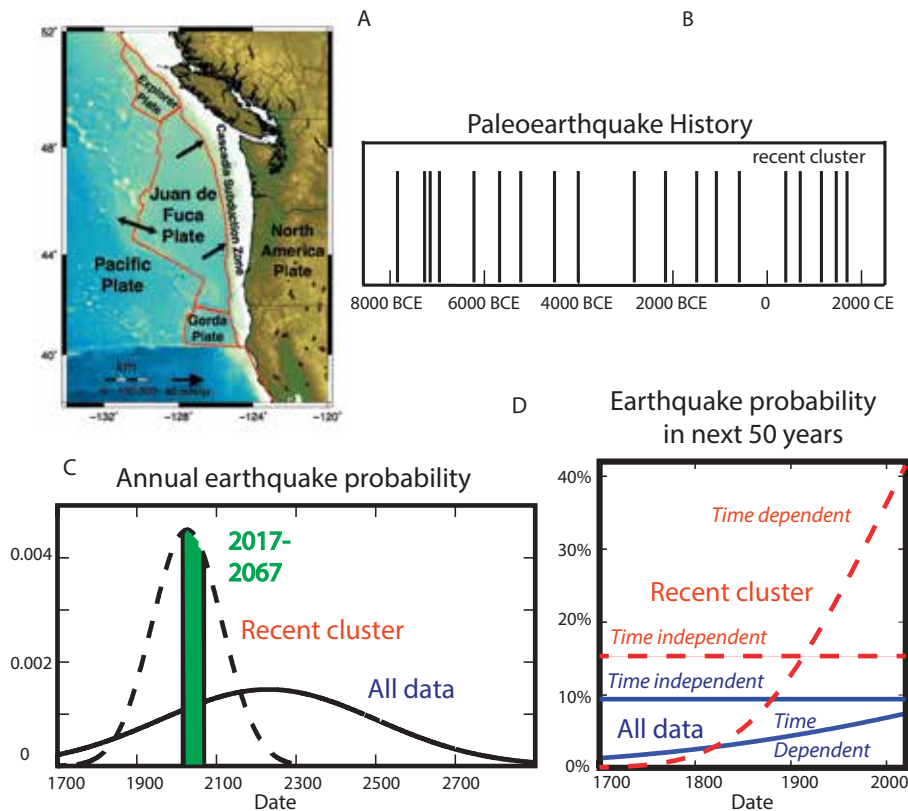 A
B
52°
48°
44°
40°
−132°
−128°
−124°
−120°
Explorer
Plate
Cascadia Subduction Zone
Juan de
Fuca
Plate
Pacific
Plate
North
America
Plate
Gorda
Plate
km
Paleoearthquake History
recent cluster
8000 BCE
6000 BCE
4000 BCE
2000 BCE
0
2000 CE
C
Annual earthquake probability
0.004
0.002
0
2017-
2067
Recent cluster
All data
1700
1900
2100
2300
2500
2700
Date
D
Earthquake probability
in next 50 years
40%
30%
20%
10%
0%
Time dependent
Recent cluster
Time independent
Time independent
All data
Time
Dependent
1700
1800
1900
2000
Date